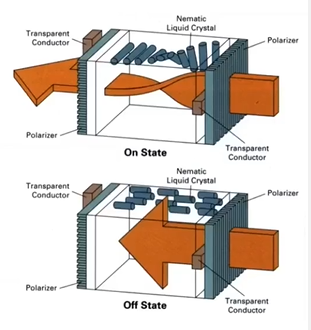 Nematic
Liquid Crystal
Transparent
Conductor
Polarizer
Polarizer
Transparent
Conductor
On State
Nematic
Liquid Crystal
Transparent
Conductor
Polarizer
Polarizer
Transparent
Conductor
Off State